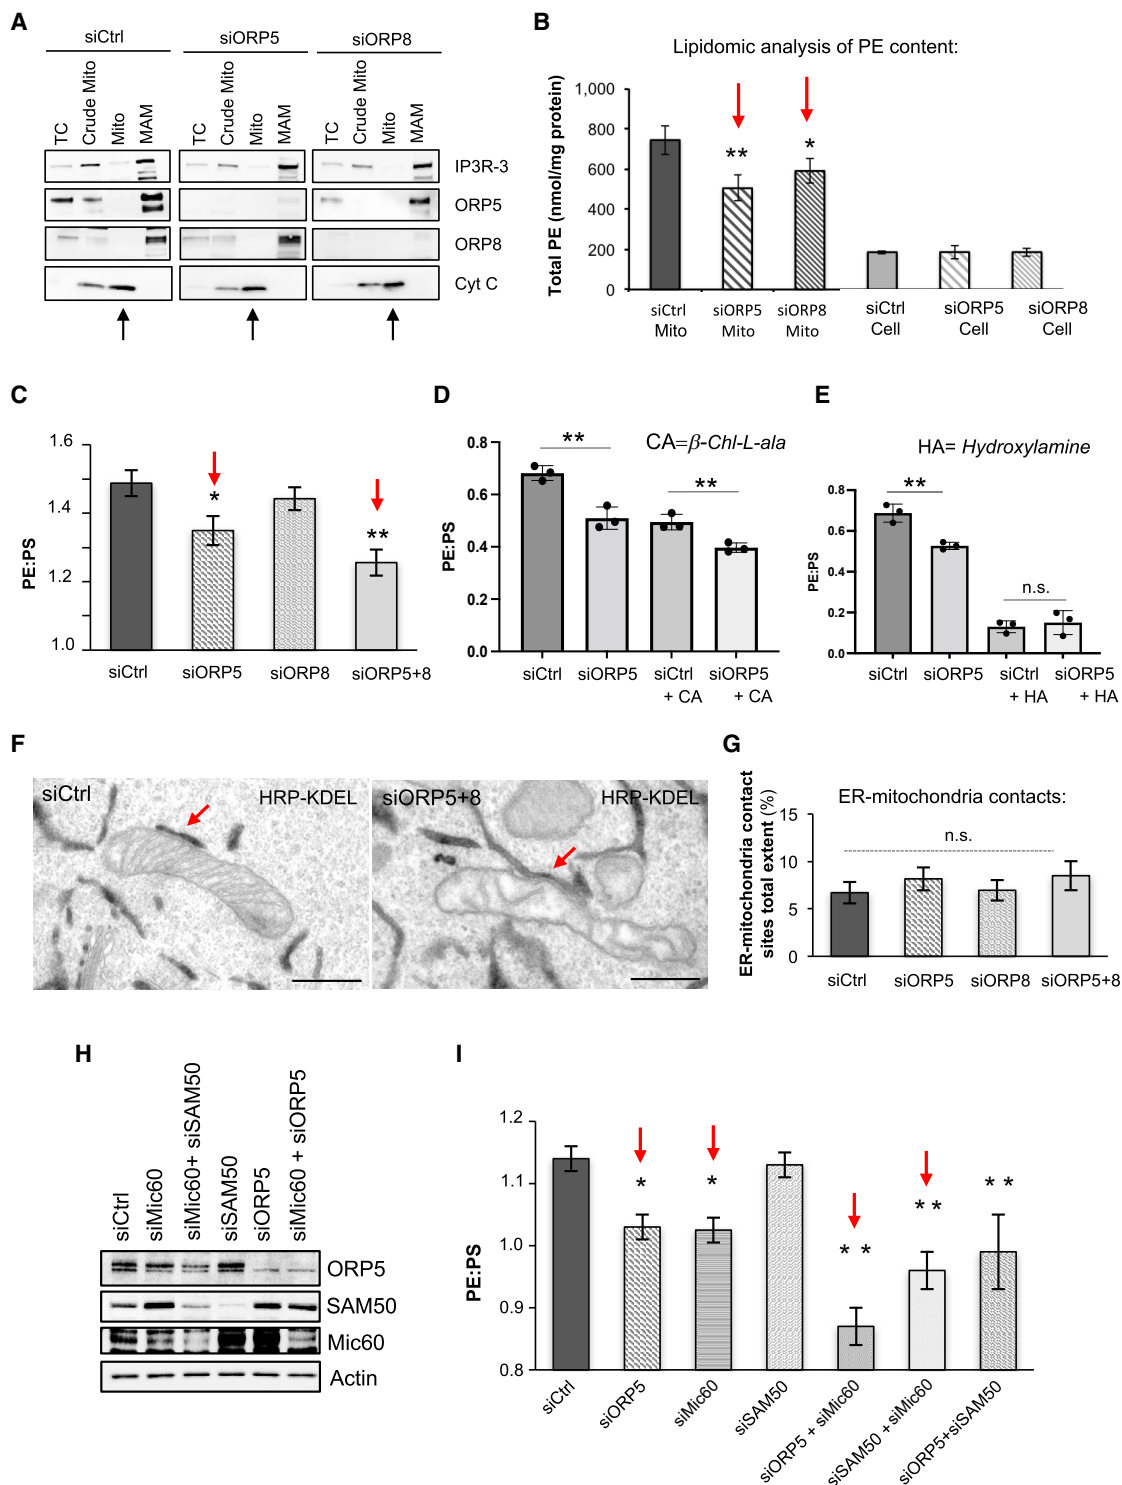 A
siCtrl
siORP5
siORP8
TC
Crude Mito
Mito
MAM
TC
Crude Mito
Mito
MAM
TC
Crude Mito
Mito
MAM
IP3R-3
ORP5
ORP8
Cyt C
B
Lipidomic analysis of PE content:
Total PE (nmol/mg protein)
1,000
800
600
400
200
0
**
*
siCtrl
Mito
siORP5
Mito
siORP8
Mito
siCtrl
Cell
siORP5
Cell
siORP8
Cell
C
PE:PS
1.6
1.4
1.2
1.0
*
**
siCtrl
siORP5
siORP8
siORP5+8
D
CA=β-Chl-L-ala
PE:PS
0.8
0.6
0.4
0.2
0.0
**
**
siCtrl
siORP5
siCtrl
+ CA
siORP5
+ CA
E
HA= Hydroxylamine
PE:PS
0.8
0.6
0.4
0.2
0.0
**
n.s.
siCtrl
siORP5
siCtrl
+ HA
siORP5
+ HA
F
siCtrl
HRP-KDEL
siORP5+8
HRP-KDEL
G
ER-mitochondria contacts:
ER-mitochondria contact
sites total extent (%)
15
10
5
0
n.s.
siCtrl
siORP5
siORP8
siORP5+8
H
siCtrl
siMic60
siMic60+ siSAM50
siSAM50
siORP5
siMic60 + siORP5
ORP5
SAM50
Mic60
Actin
I
PE:PS
1.2
1.1
1.0
0.9
0.8
*
*
* *
* *
* *
siCtrl
siORP5
siMic60
siSAM50
siORP5 + siMic60
siSAM50 + siMic60
siORP5+siSAM50